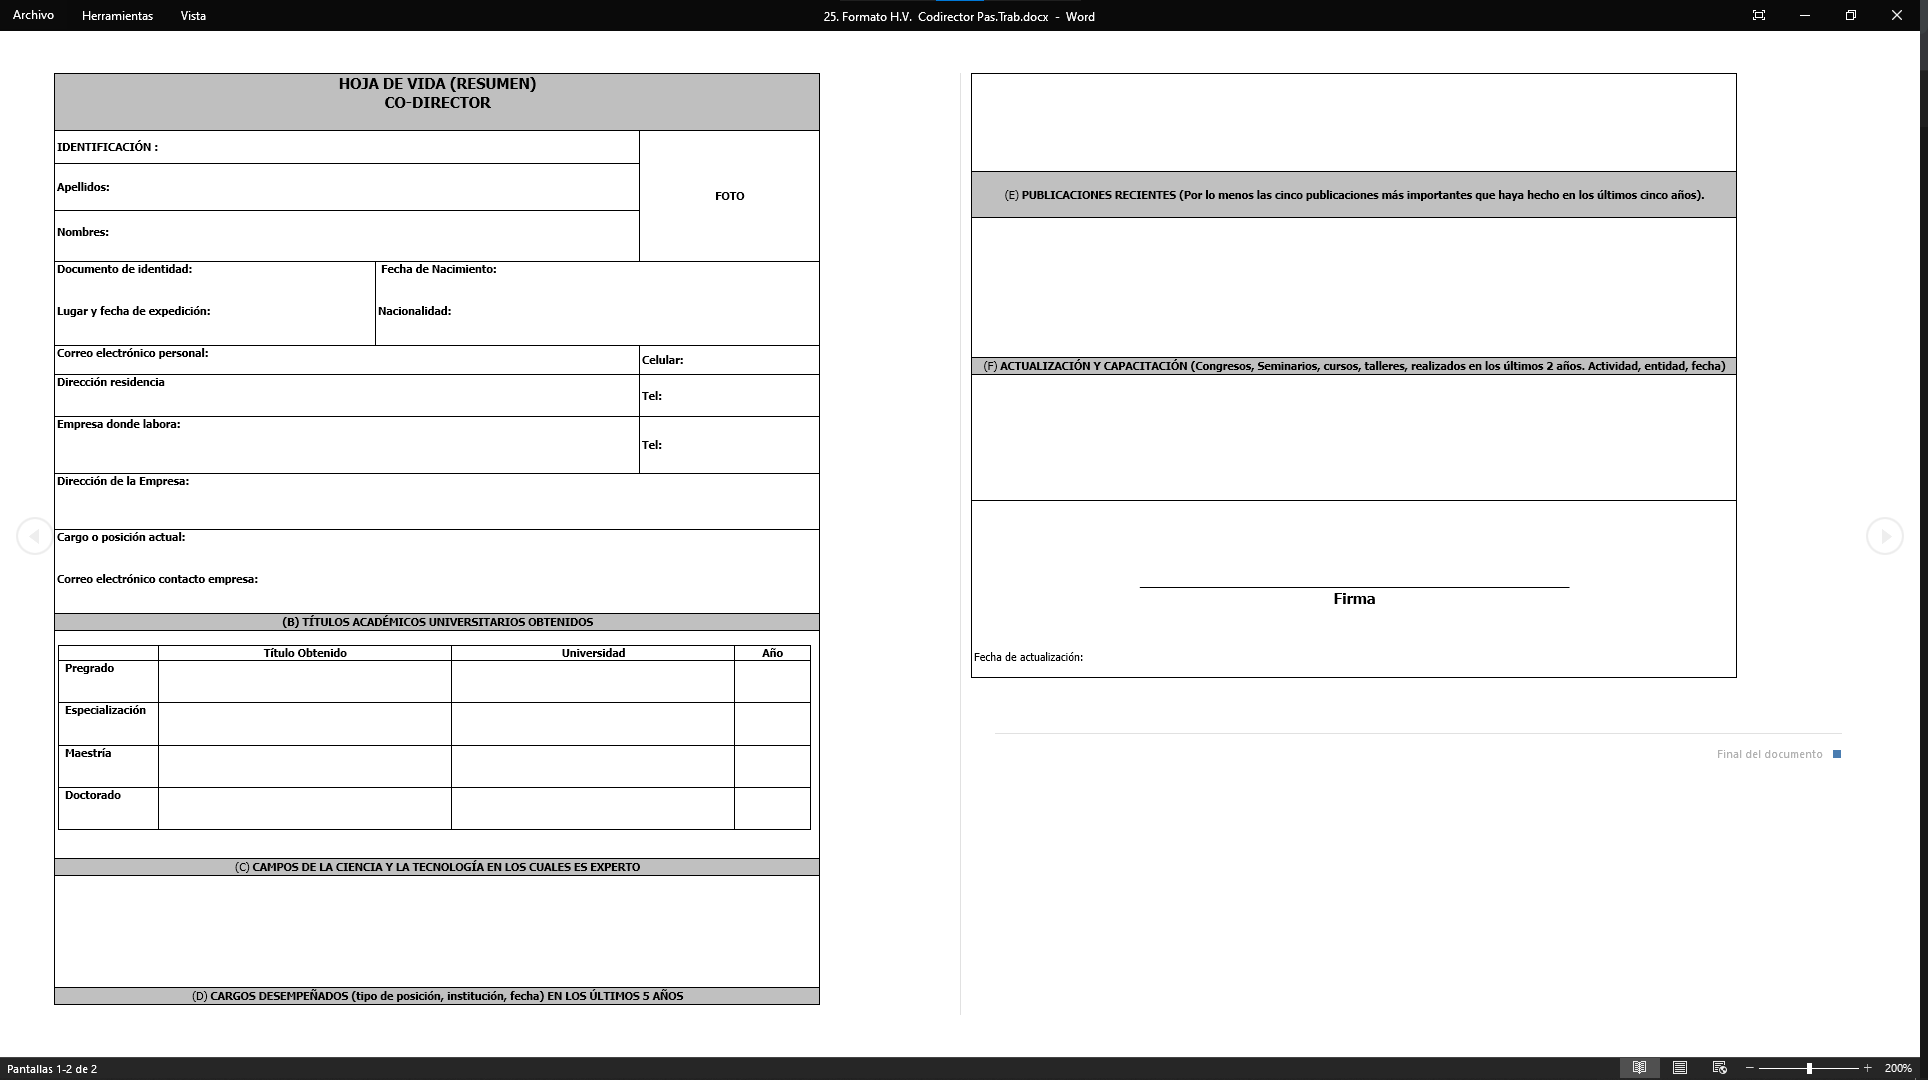 Archivo Herramientas Vista
25. Formato H.V. Codirector Pas.Trab.docx - Word
HOJA DE VIDA (RESUMEN)
CO-DIRECTOR
IDENTIFICACIÓN :
FOTO
Apellidos:
Nombres:
Documento de identidad:
Fecha de Nacimiento:
Lugar y fecha de expedición:
Nacionalidad:
Correo electrónico personal:
Celular:
Dirección residencia
Tel:
Empresa donde labora:
Tel:
Dirección de la Empresa:
Cargo o posición actual:
Correo electrónico contacto empresa:
(B) TÍTULOS ACADÉMICOS UNIVERSITARIOS OBTENIDOS
Título Obtenido Universidad Año
Pregrado
Especialización
Maestría
Doctorado
(C) CAMPOS DE LA CIENCIA Y LA TECNOLOGÍA EN LOS CUALES ES EXPERTO
(D) CARGOS DESEMPEÑADOS (tipo de posición, institución, fecha) EN LOS ÚLTIMOS 5 AÑOS
(E) PUBLICACIONES RECIENTES (Por lo menos las cinco publicaciones más importantes que haya hecho en los últimos cinco años).
(F) ACTUALIZACIÓN Y CAPACITACIÓN (Congresos, Seminarios, cursos, talleres, realizados en los últimos 2 años. Actividad, entidad, fecha)
Firma
Fecha de actualización:
Final del documento
Pantallas 1-2 de 2
200%